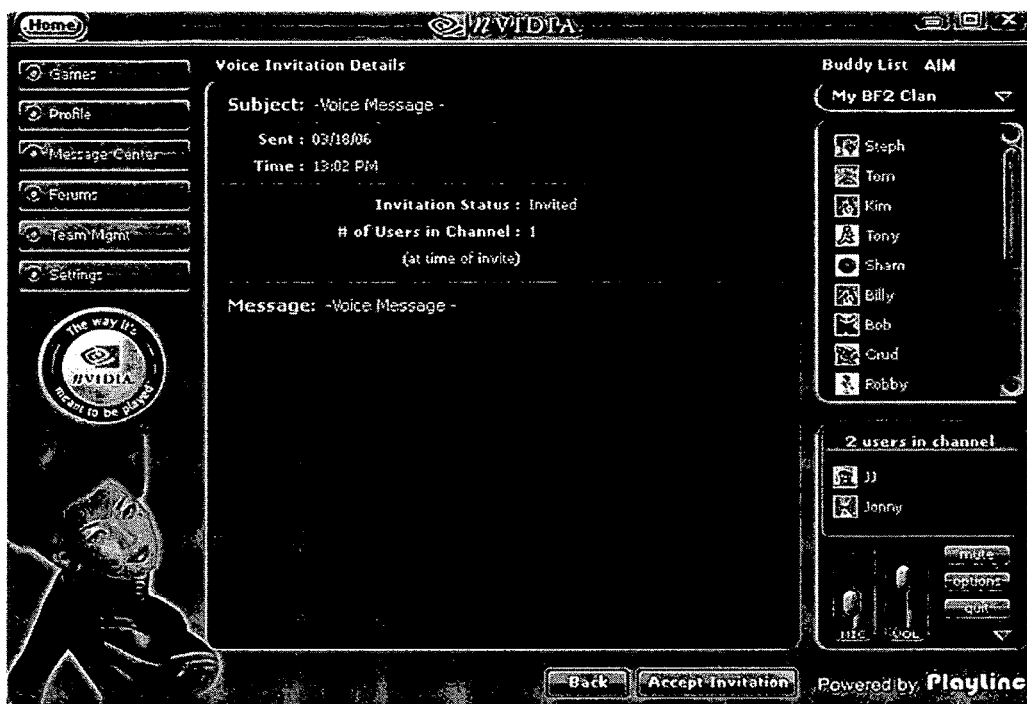 Home
nVIDIA.
Games
Profile
Message Center
Forums
Team Mgmt
Settings
The way it's
nVIDIA
meant to be played
Voice Invitation Details
Subject: -Voice Message -
Sent : 03/18/06
Time : 13:02 PM
Invitation Status : Invited
# of Users in Channel : 1
(at time of invite)
Message: -Voice Message -
Back
Accept Invitation
Buddy List AIM
My BF2 Clan
Steph
Tom
Kim
Tony
Sharn
Billy
Bob
Crud
Robby
2 users in channel
JJ
Jonny
mute
options
quit
MIC VOL
Powered by PlayLinc